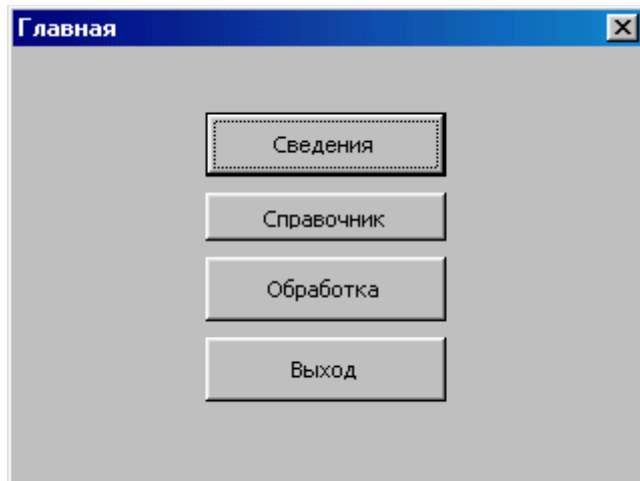 Главная
Сведения
Справочник
Обработка
Выход